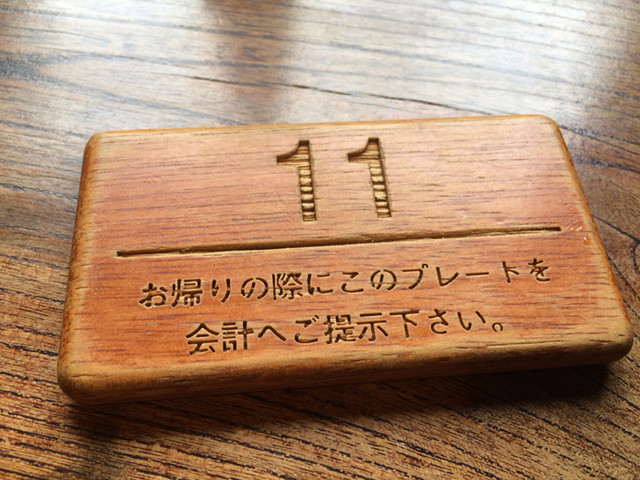 11
お帰りの際にこのプレートを
会計へご提示下さい。